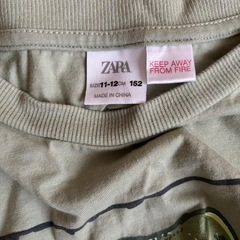 ZARA
SIZE 11-12 CM 152
MADE IN CHINA
KEEP AWAY
FROM FIRE